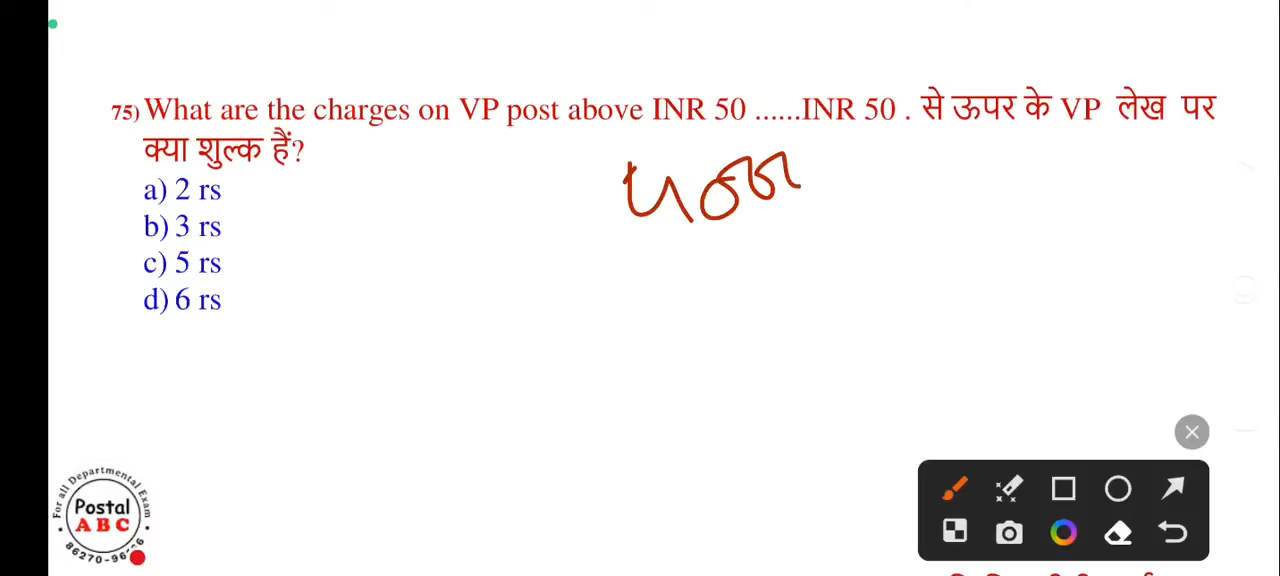 75) What are the charges on VP post above INR 50 ......INR 50 . से ऊपर के VP लेख पर
क्या शुल्क हैं?
a) 2 rs
b) 3 rs
c) 5 rs
d) 6 rs
For all Departmental Exam
Postal
A B C